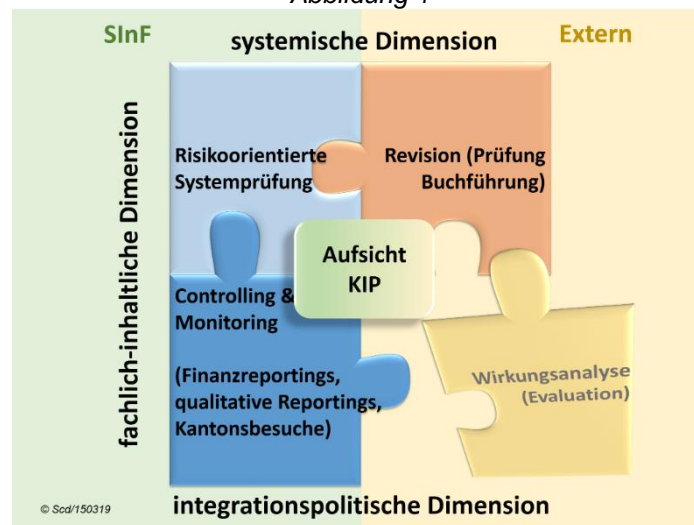 Abbildung 1
SInF
systemische Dimension
Extern
fachlich-inhaltliche Dimension
Risikoorientierte
Systemprüfung
Revision (Prüfung
Buchführung)
Aufsicht
KIP
Controlling &
Monitoring
(Finanzreportings,
qualitative Reportings,
Kantonsbesuche)
Wirkungsanalyse
(Evaluation)
© Scd/150319
integrationspolitische Dimension